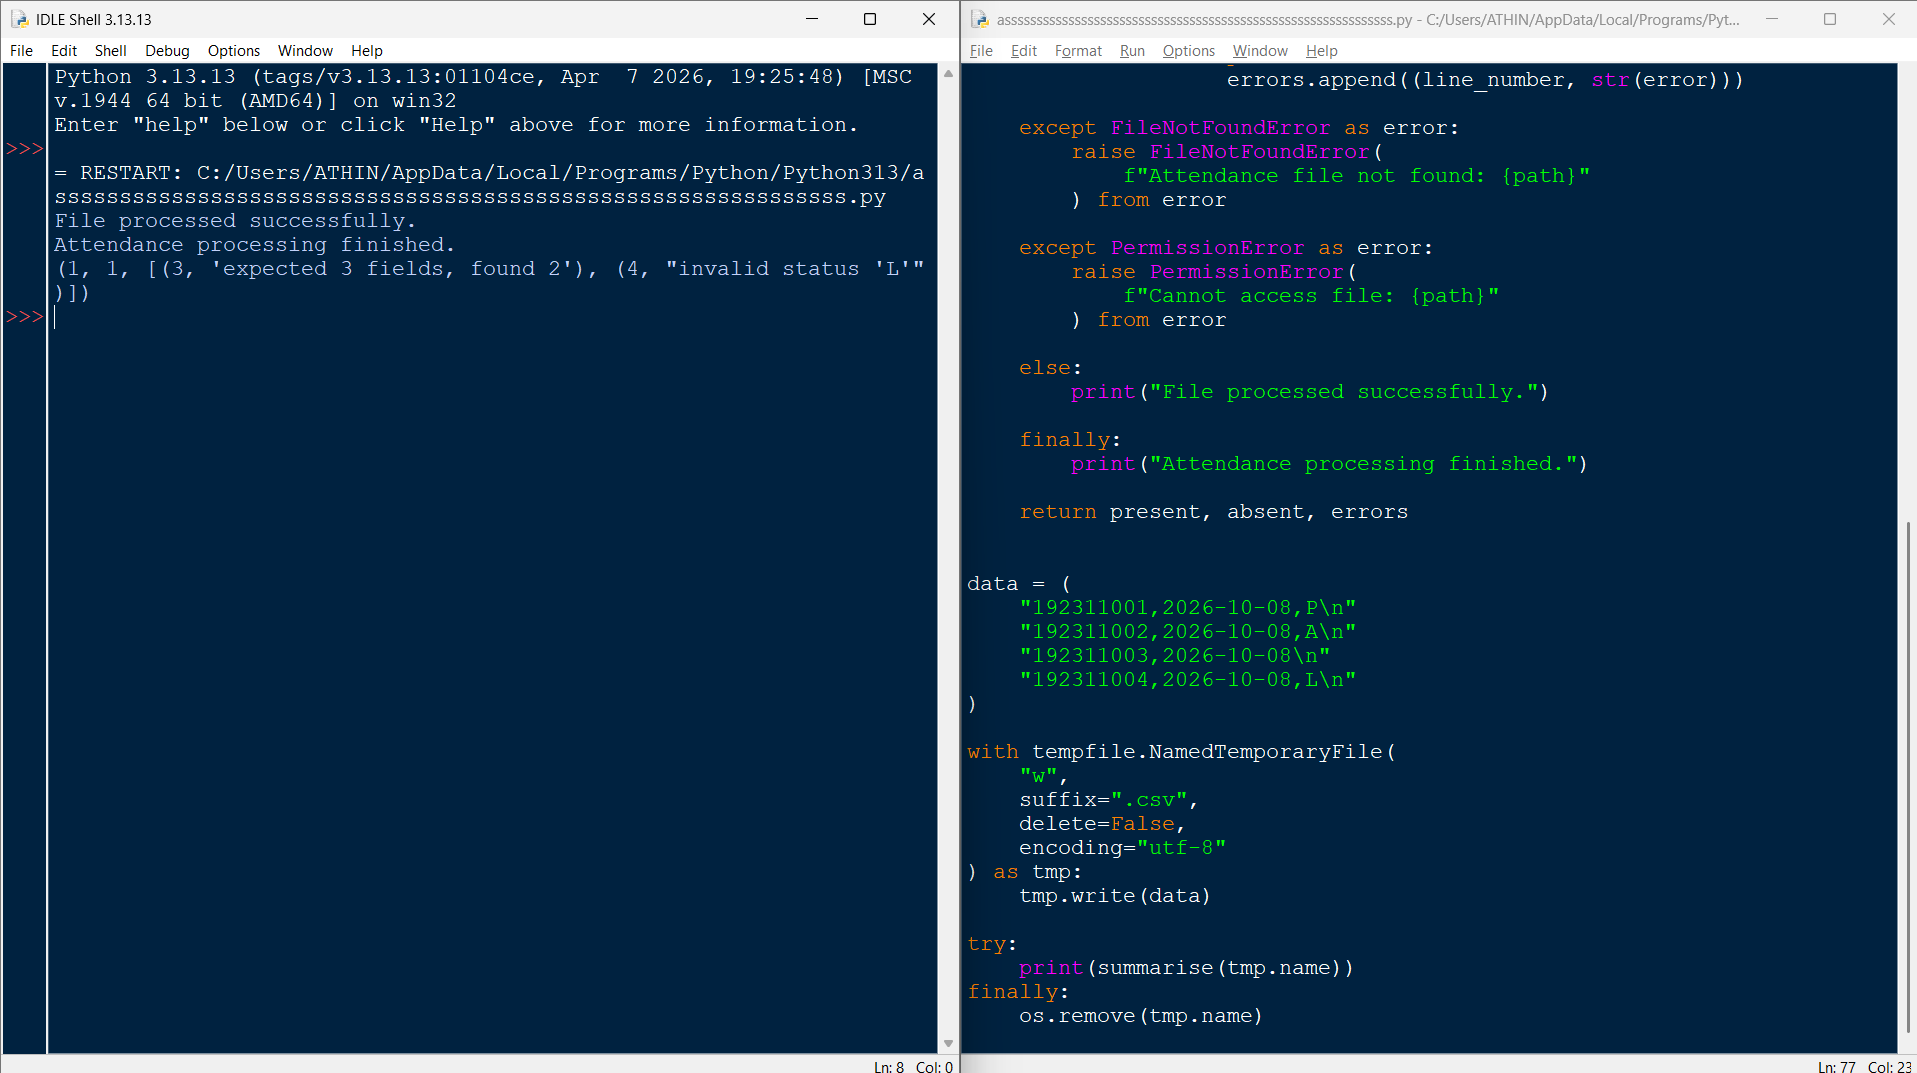 IDLE Shell 3.13.13
File Edit Shell Debug Options Window Help
Python 3.13.13 (tags/v3.13.13:01104ce, Apr  7 2026, 19:25:48) [MSC
v.1944 64 bit (AMD64)] on win32
Enter "help" below or click "Help" above for more information.
>>>
= RESTART: C:/Users/ATHIN/AppData/Local/Programs/Python/Python313/a
sssssssssssssssssssssssssssssssssssssssssssssssssssssssssssss.py
File processed successfully.
Attendance processing finished.
(1, 1, [(3, 'expected 3 fields, found 2'), (4, "invalid status 'L'"
)])
>>>
Ln: 8 Col: 0
asssssssssssssssssssssssssssssssssssssssssssssssssssssssssssss.py - C:/Users/ATHIN/AppData/Local/Programs/Pyt...
File Edit Format Run Options Window Help
                    errors.append((line_number, str(error)))
    except FileNotFoundError as error:
        raise FileNotFoundError(
            f"Attendance file not found: {path}"
        ) from error
    except PermissionError as error:
        raise PermissionError(
            f"Cannot access file: {path}"
        ) from error
    else:
        print("File processed successfully.")
    finally:
        print("Attendance processing finished.")
    return present, absent, errors
data = (
    "192311001,2026-10-08,P\n"
    "192311002,2026-10-08,A\n"
    "192311003,2026-10-08\n"
    "192311004,2026-10-08,L\n"
)
with tempfile.NamedTemporaryFile(
    "w",
    suffix=".csv",
    delete=False,
    encoding="utf-8"
) as tmp:
    tmp.write(data)
try:
    print(summarise(tmp.name))
finally:
    os.remove(tmp.name)
Ln: 77 Col: 23